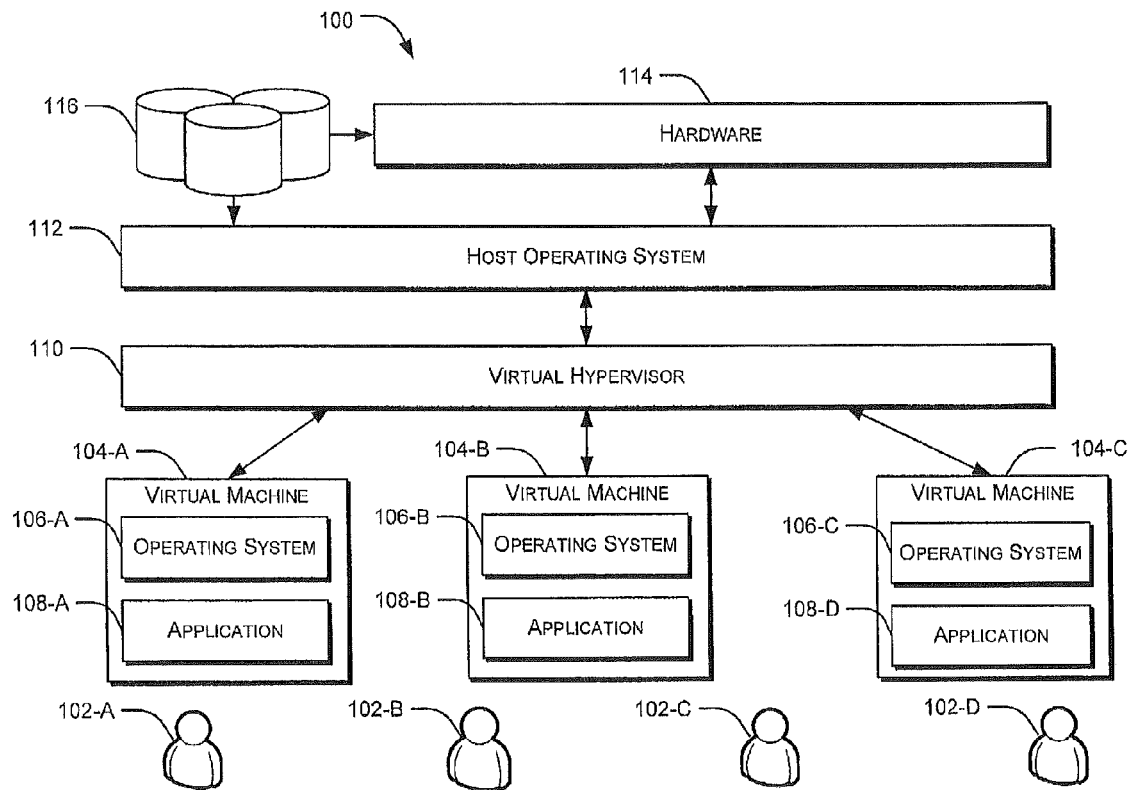 100
116
114
HARDWARE
112
HOST OPERATING SYSTEM
110
VIRTUAL HYPERVISOR
104-A
104-B
104-C
VIRTUAL MACHINE
VIRTUAL MACHINE
VIRTUAL MACHINE
106-A
OPERATING SYSTEM
106-B
OPERATING SYSTEM
106-C
OPERATING SYSTEM
108-A
APPLICATION
108-B
APPLICATION
108-D
APPLICATION
102-A
102-B
102-C
102-D